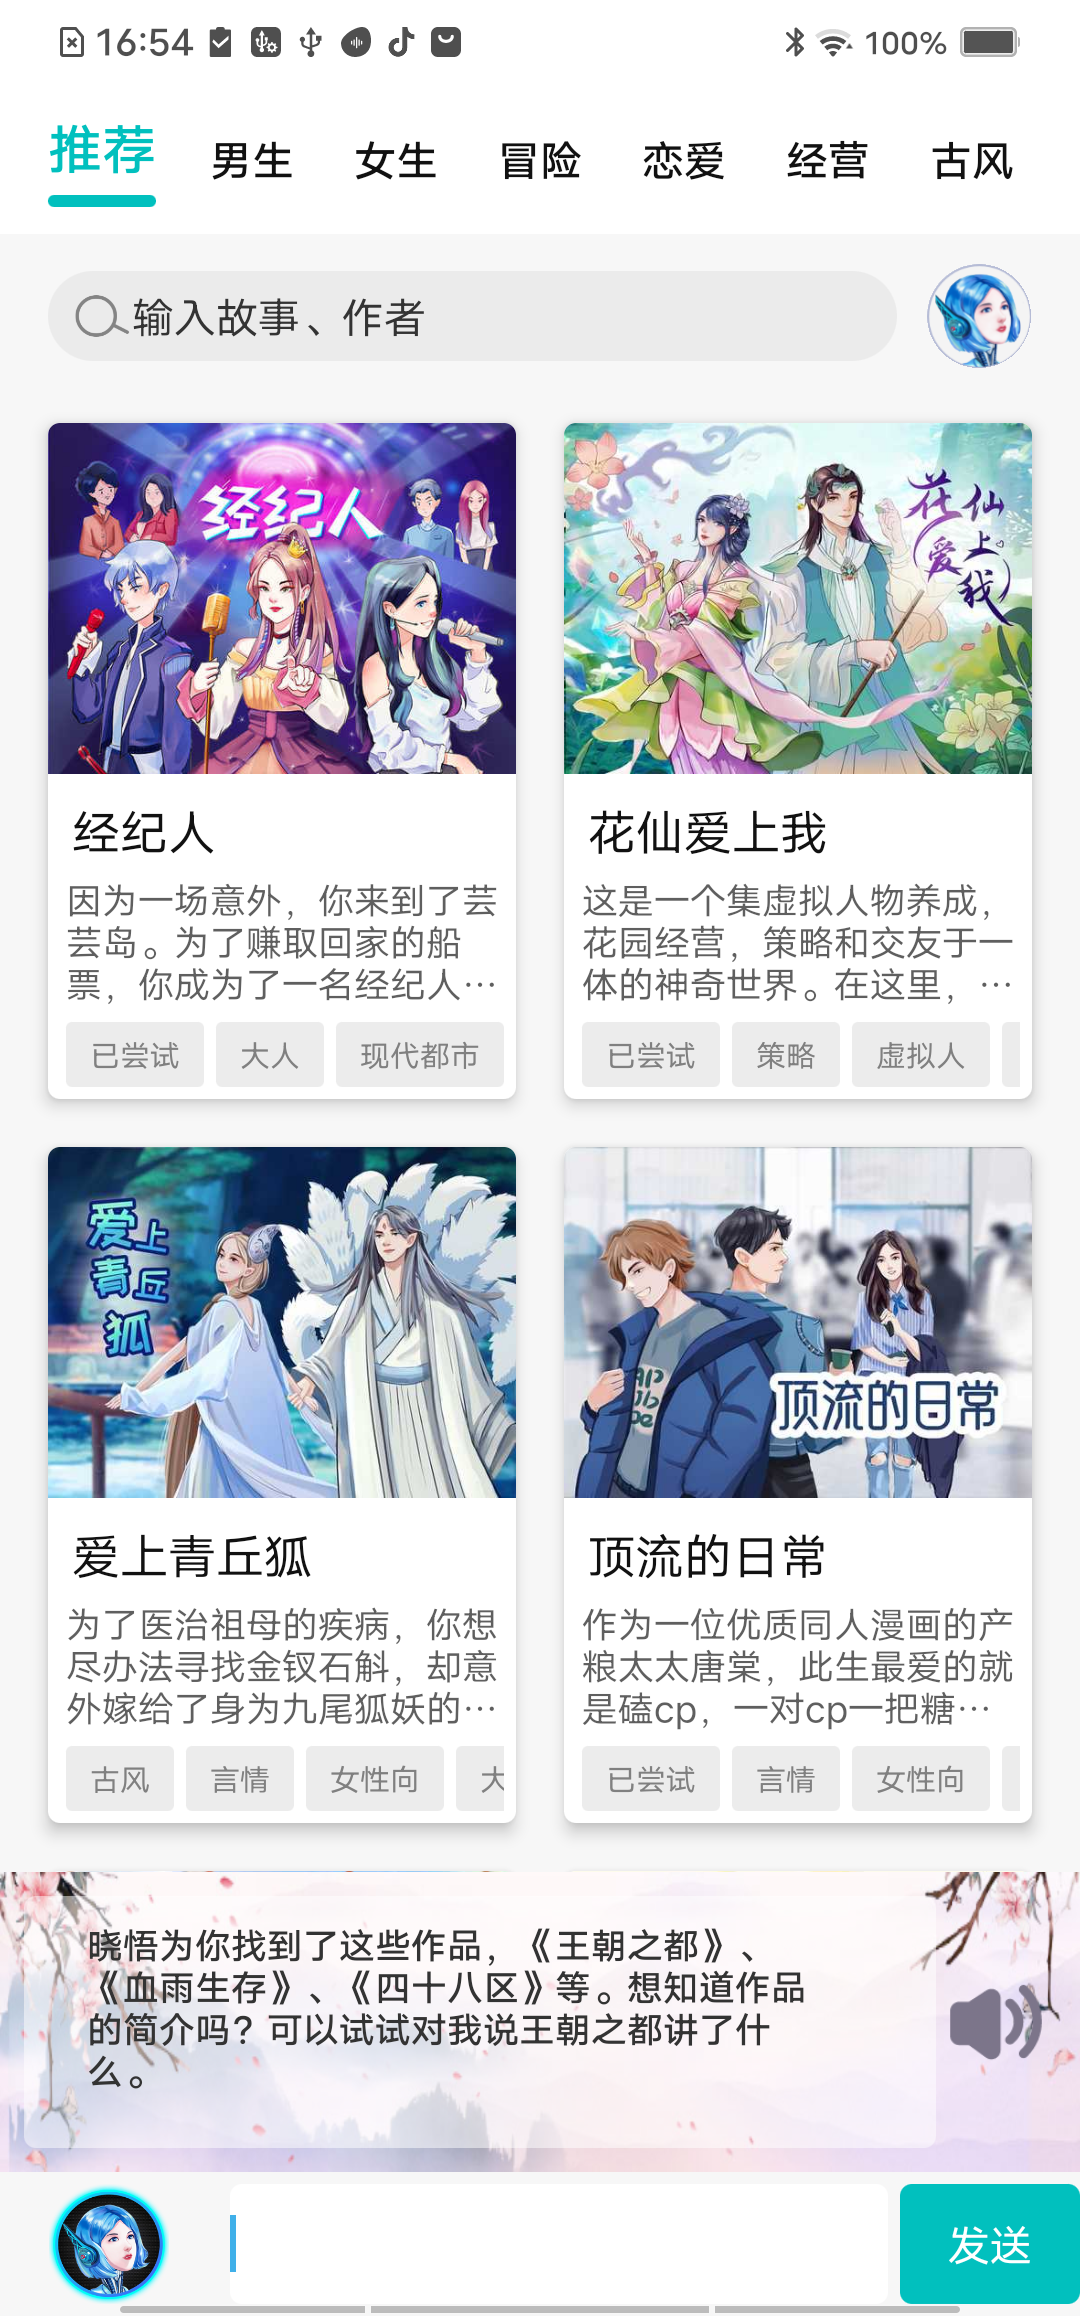 16:54
100%
推荐 男生 女生 冒险 恋爱 经营 古风
输入故事、作者
经纪人
花仙
爱上
我
经纪人
因为一场意外，你来到了芸
芸岛。为了赚取回家的船
票，你成为了一名经纪人…
已尝试 大人 现代都市
花仙爱上我
这是一个集虚拟人物养成，
花园经营，策略和交友于一
体的神奇世界。在这里，…
已尝试 策略 虚拟人
爱上
青丘
狐
顶流的日常
爱上青丘狐
为了医治祖母的疾病，你想
尽办法寻找金钗石斛，却意
外嫁给了身为九尾狐妖的…
古风 言情 女性向 大
顶流的日常
作为一位优质同人漫画的产
粮太太唐棠，此生最爱的就
是磕cp，一对cp一把糖…
已尝试 言情 女性向
晓悟为你找到了这些作品，《王朝之都》、
《血雨生存》、《四十八区》等。想知道作品
的简介吗？可以试试对我说王朝之都讲了什
么。
发送